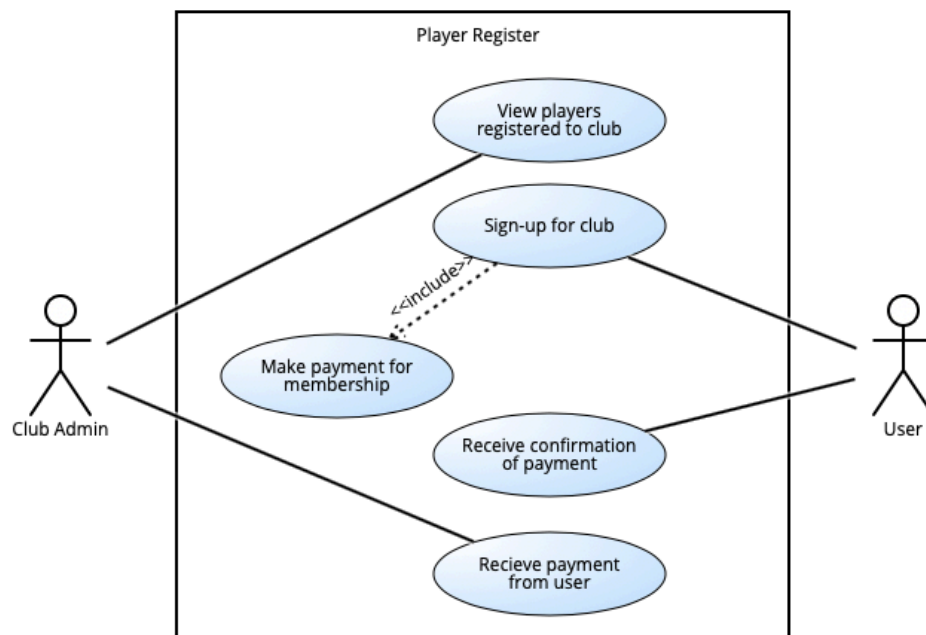 Player Register
View players
registered to club
Sign-up for club
<<include>>
Make payment for
membership
Club Admin
User
Receive confirmation
of payment
Recieve payment
from user